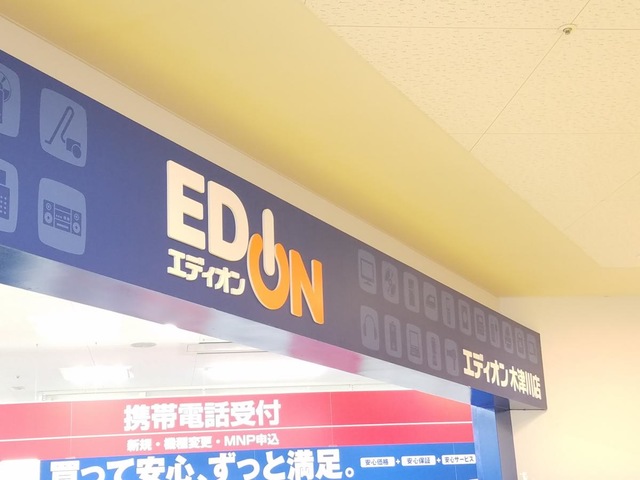 EDION
エディオン
エディオン 木津川店
携帯電話受付
新規・機種変更・MNP申込
買って安心、ずっと満足。
安心価格 + 安心保証 + 安心サービス